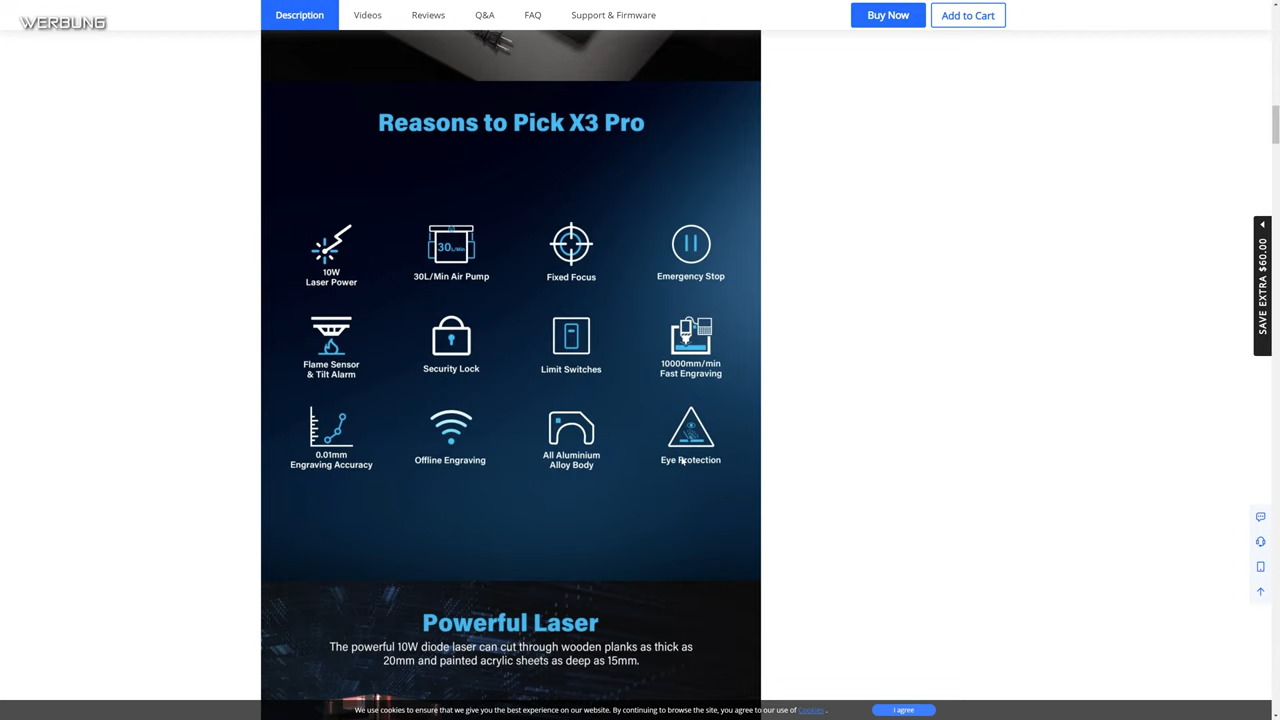 WERBUNG
Description
Videos
Reviews
Q&A
FAQ
Support & Firmware
Buy Now
Add to Cart
Reasons to Pick X3 Pro
10W
Laser Power
30L/Min
30L/Min Air Pump
Fixed Focus
Emergency Stop
Flame Sensor
& Tilt Alarm
Security Lock
Limit Switches
10000mm/min
Fast Engraving
0.01mm
Engraving Accuracy
Offline Engraving
All Aluminium
Alloy Body
Eye Protection
SAVE EXTRA $60.00
Powerful Laser
The powerful 10W diode laser can cut through wooden planks as thick as
20mm and painted acrylic sheets as deep as 15mm.
We use cookies to ensure that we give you the best experience on our website. By continuing to browse the site, you agree to our use of Cookies .
I agree